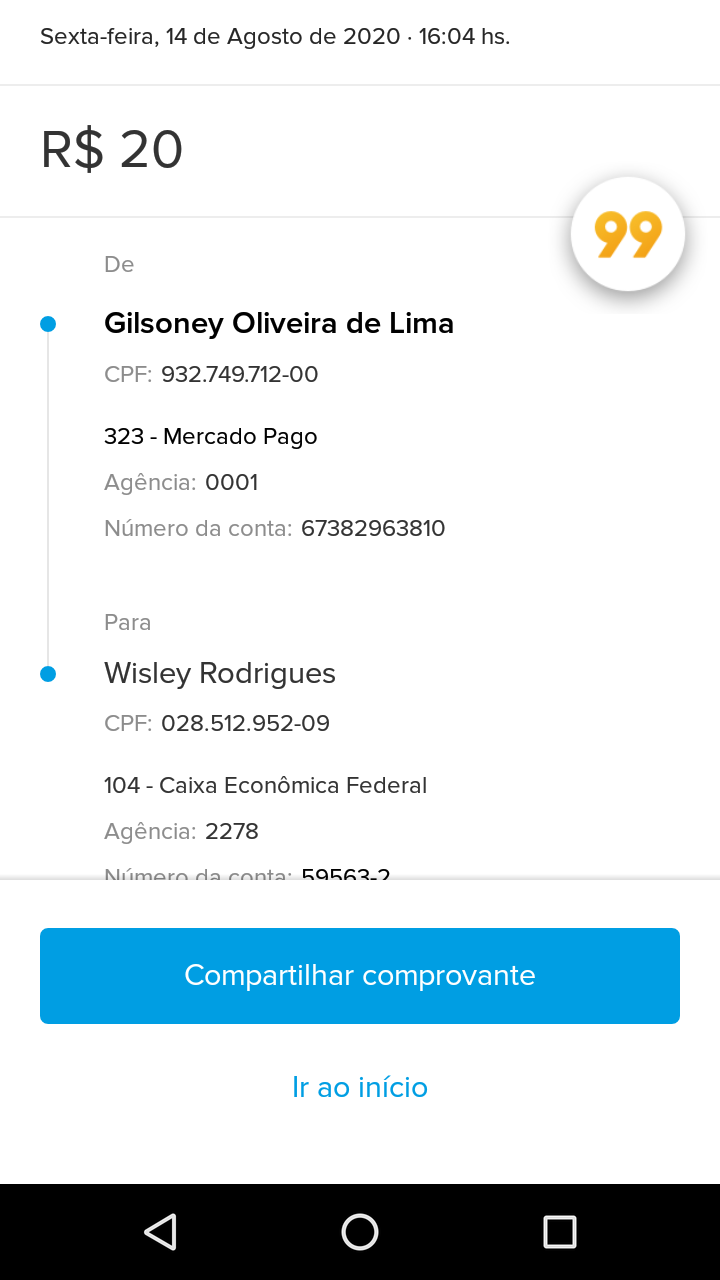 Sexta-feira, 14 de Agosto de 2020 · 16:04 hs.
R$ 20
99
De
Gilsoney Oliveira de Lima
CPF: 932.749.712-00
323 - Mercado Pago
Agência: 0001
Número da conta: 67382963810
Para
Wisley Rodrigues
CPF: 028.512.952-09
104 - Caixa Econômica Federal
Agência: 2278
Número da conta: 59563-2
Compartilhar comprovante
Ir ao início